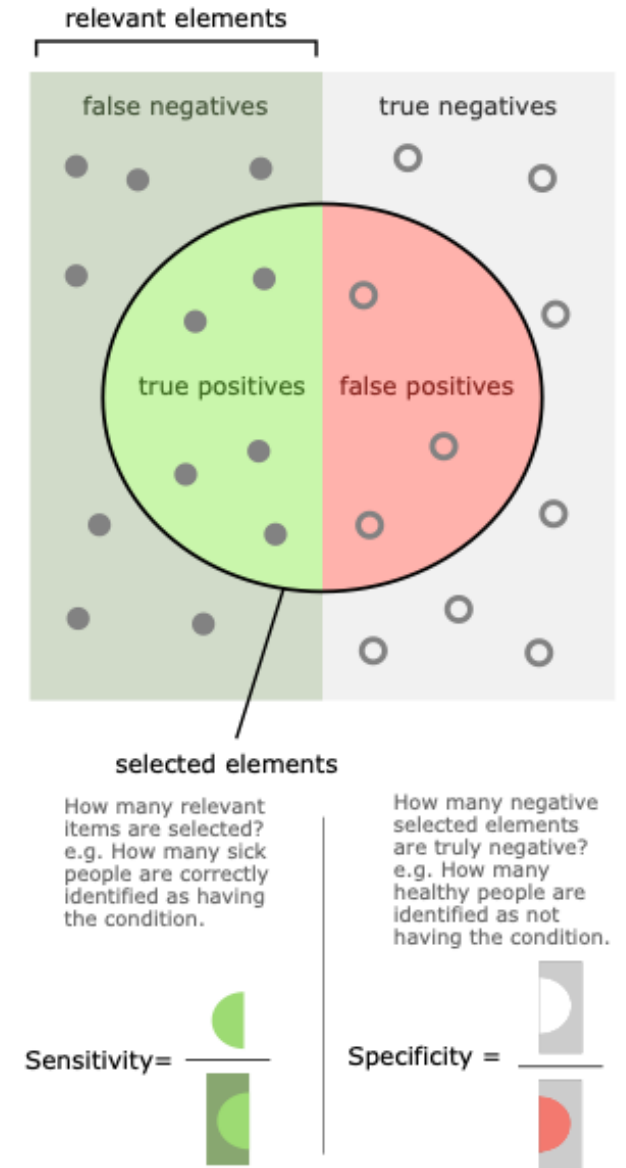 relevant elements
false negatives
true negatives
true positives
false positives
selected elements
How many relevant
items are selected?
e.g. How many sick
people are correctly
identified as having
the condition.
How many negative
selected elements
are truly negative?
e.g. How many
healthy people are
identified as not
having the condition.
Sensitivity=
Specificity =